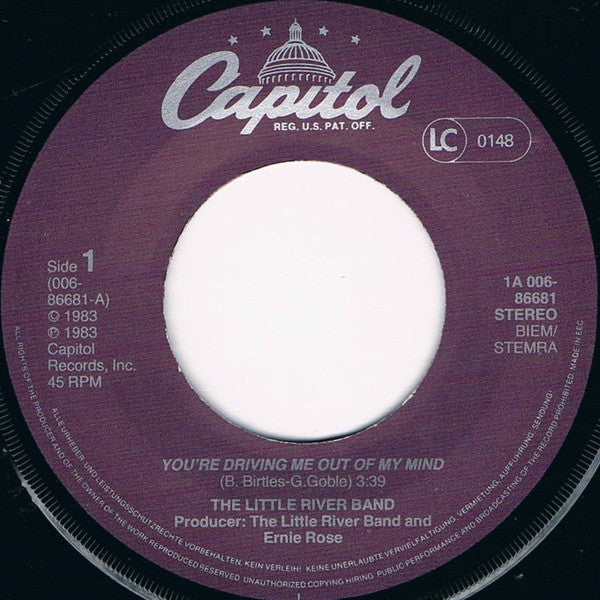 Capitol
REG. U.S. PAT. OFF.
LC 0148
Side 1
(006-
86681-A)
© 1983
℗ 1983
Capitol
Records, Inc.
45 RPM
1A 006-
86681
STEREO
BIEM/
STEMRA
YOU'RE DRIVING ME OUT OF MY MIND
(B. Birtles-G.Goble) 3:39
THE LITTLE RIVER BAND
Producer: The Little River Band and
Ernie Rose
ALLE URHEBER- UND LEISTUNGSSCHUTZRECHTE VORBEHALTEN. KEIN VERLEIH! KEINE UNERLAUBTE VERVIELFÄLTIGUNG, VERMIETUNG, AUFFÜHRUNG, SENDUNG!
ALL RIGHTS OF THE PRODUCER AND OF THE OWNER OF THE WORK REPRODUCED RESERVED. UNAUTHORIZED COPYING HIRING. PUBLIC PERFORMANCE AND BROADCASTING OF THIS RECORD PROHIBITED. MADE IN EEC